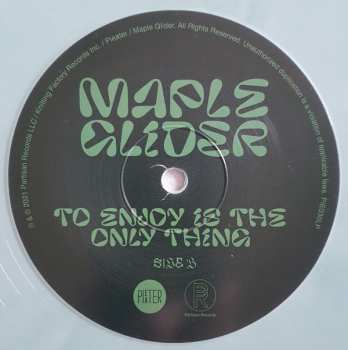 MAPLE
GLIDER
TO ENJOY IS THE
ONLY THING
SIDE B
PIEATER
Partisan Records
℗ & © 2021 Partisan Records LLC / Knitting Factory Records Inc. / Pieater / Maple Glider. All Rights Reserved. Unauthorized duplication is a violation of applicable laws.